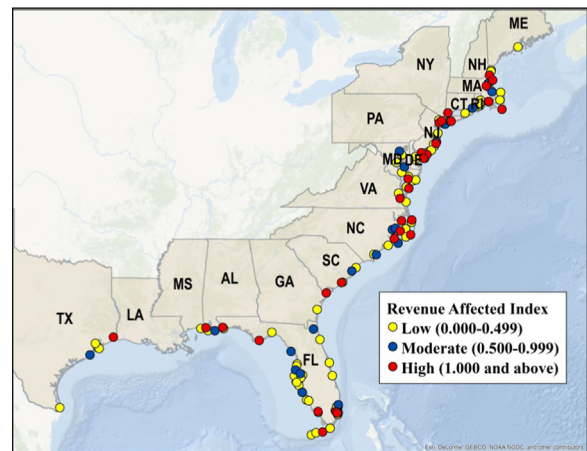 ME
NH
NY
MA
CT RI
PA
NJ
MD DE
VA
NC
SC
MS
AL
GA
TX
LA
FL
Revenue Affected Index
Low (0.000-0.499)
Moderate (0.500-0.999)
High (1.000 and above)
Esri, DeLorme, GEBCO, NOAA NGDC, and other contributors